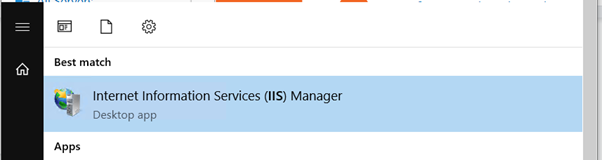 Best match
Internet Information Services (IIS) Manager
Desktop app
Apps